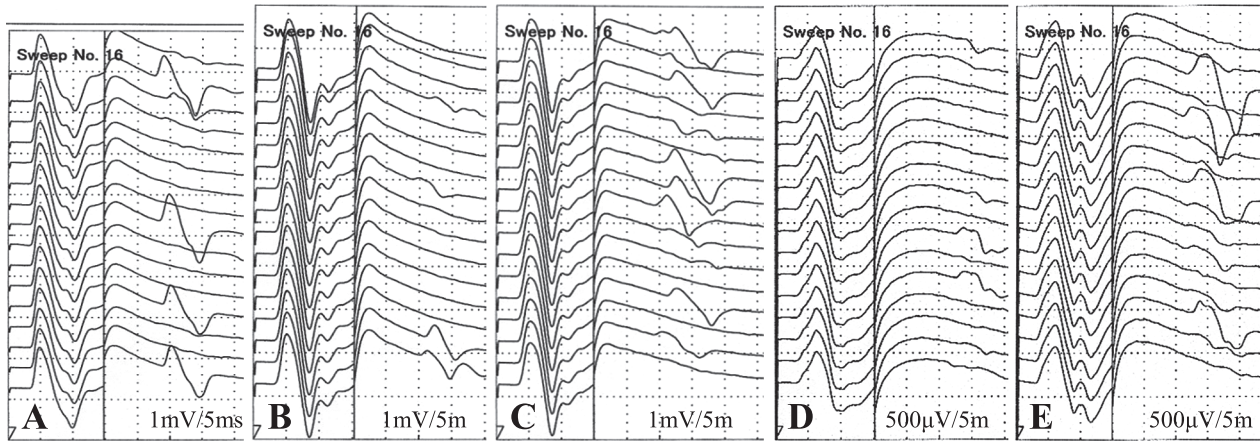 Sweep No. 16
Sweep No. 16
Sweep No. 16
Sweep No. 16
Sweep No. 16
A 1mV/5ms
B 1mV/5m
C 1mV/5m
D 500μV/5m
E 500μV/5m